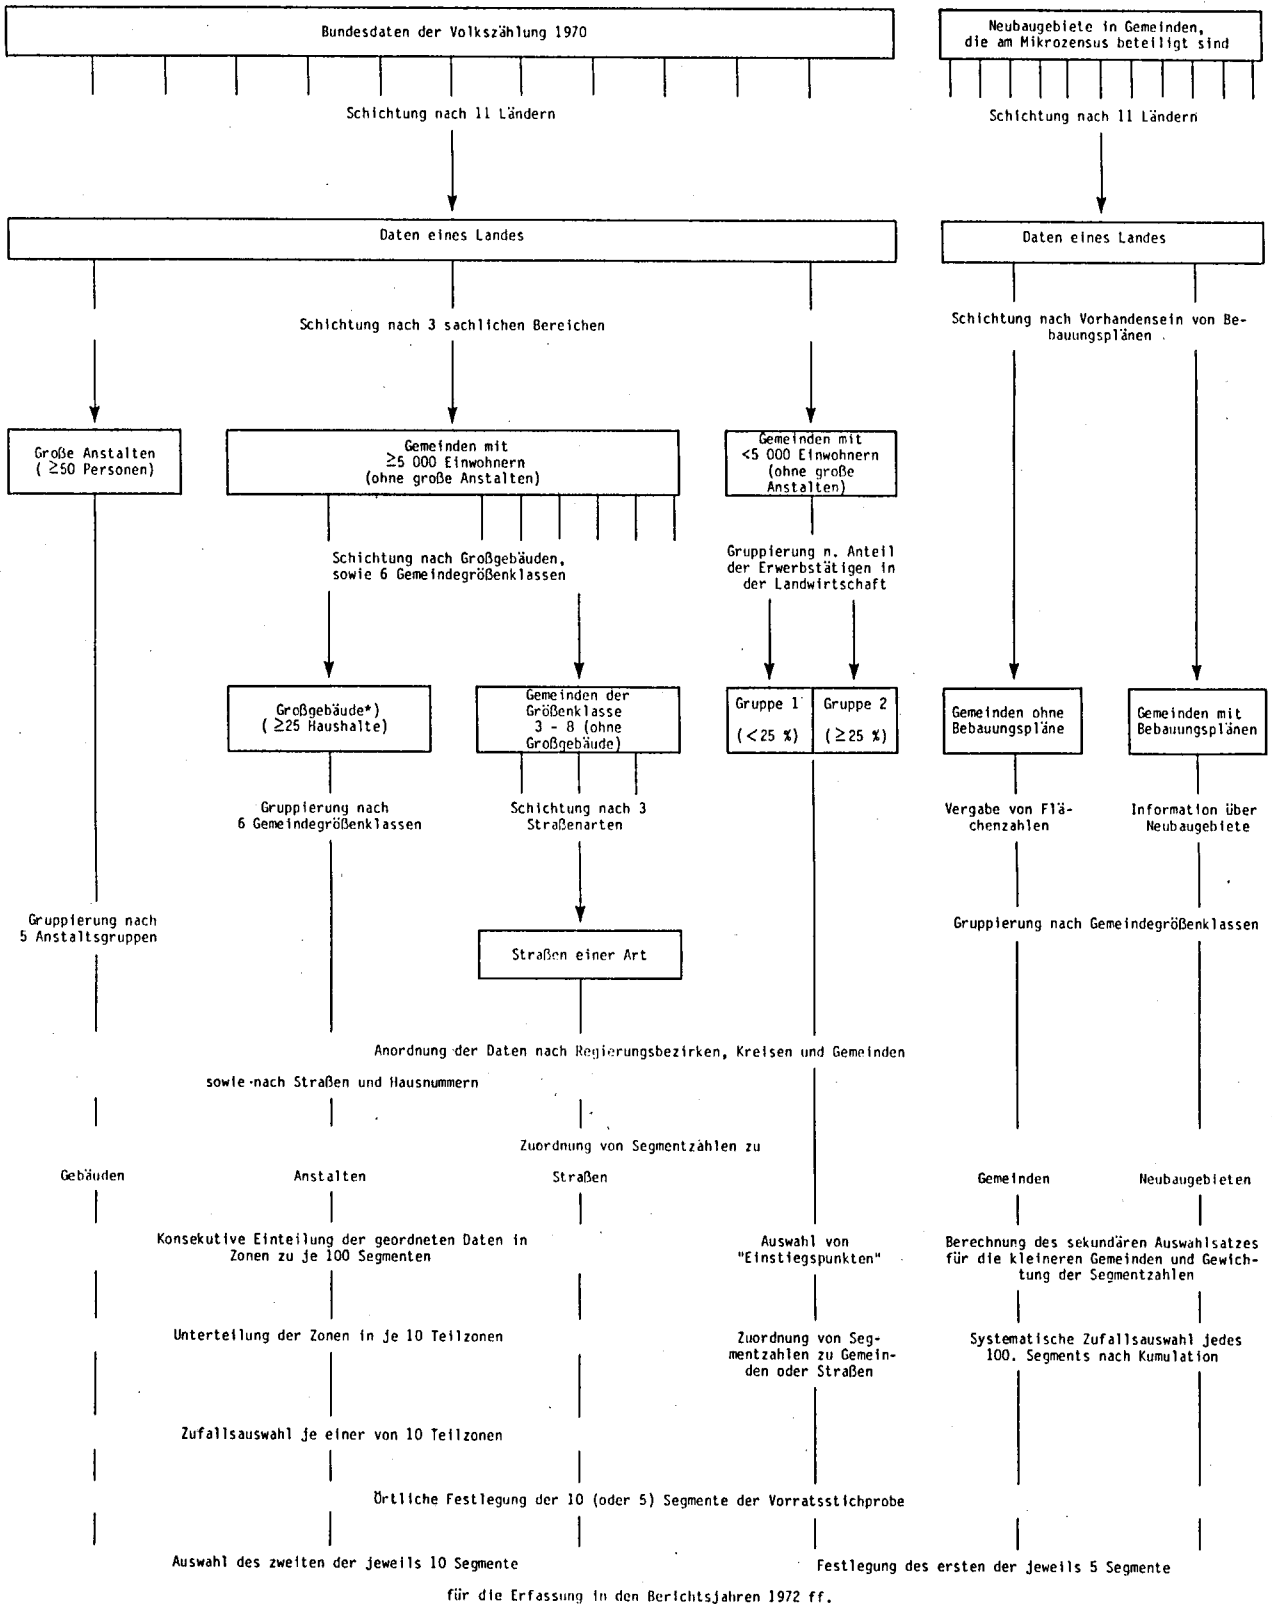 Bundesdaten der Volkszählung 1970
Neubaugebiete in Gemeinden,
die am Mikrozensus beteiligt sind
Schichtung nach 11 Ländern
Schichtung nach 11 Ländern
Daten eines Landes
Daten eines Landes
Schichtung nach 3 sachlichen Bereichen
Schichtung nach Vorhandensein von Be-
bauungsplänen
Große Anstalten
( ≥50 Personen)
Gemeinden mit
≥5 000 Einwohnern
(ohne große Anstalten)
Gemeinden mit
<5 000 Einwohnern
(ohne große
Anstalten)
Schichtung nach Großgebäuden,
sowie 6 Gemeindegrößenklassen
Gruppierung n. Anteil
der Erwerbstätigen in
der Landwirtschaft
Großgebäude*)
( ≥25 Haushalte)
Gemeinden der
Größenklasse
3 - 8 (ohne
Großgebäude)
Gruppe 1
(<25 %)
Gruppe 2
(≥25 %)
Gemeinden ohne
Bebauungspläne
Gemeinden mit
Bebauungsplänen
Gruppierung nach
6 Gemeindegrößenklassen
Schichtung nach 3
Straßenarten
Vergabe von Flä-
chenzahlen
Information über
Neubaugebiete
Gruppierung nach
5 Anstaltsgruppen
Straßen einer Art
Gruppierung nach Gemeindegrößenklassen
Anordnung der Daten nach Regierungsbezirken, Kreisen und Gemeinden
sowie nach Straßen und Hausnummern
Zuordnung von Segmentzahlen zu
Gebäuden Anstalten Straßen
Gemeinden Neubaugebieten
Konsekutive Einteilung der geordneten Daten in
Zonen zu je 100 Segmenten
Auswahl von
"Einstiegspunkten"
Berechnung des sekundären Auswahlsatzes
für die kleineren Gemeinden und Gewich-
tung der Segmentzahlen
Unterteilung der Zonen in je 10 Teilzonen
Zuordnung von Seg-
mentzahlen zu Gemein-
den oder Straßen
Systematische Zufallsauswahl jedes
100. Segments nach Kumulation
Zufallsauswahl je einer von 10 Teilzonen
Örtliche Festlegung der 10 (oder 5) Segmente der Vorratsstichprobe
Auswahl des zweiten der jeweils 10 Segmente
Festlegung des ersten der jeweils 5 Segmente
für die Erfassung in den Berichtsjahren 1972 ff.